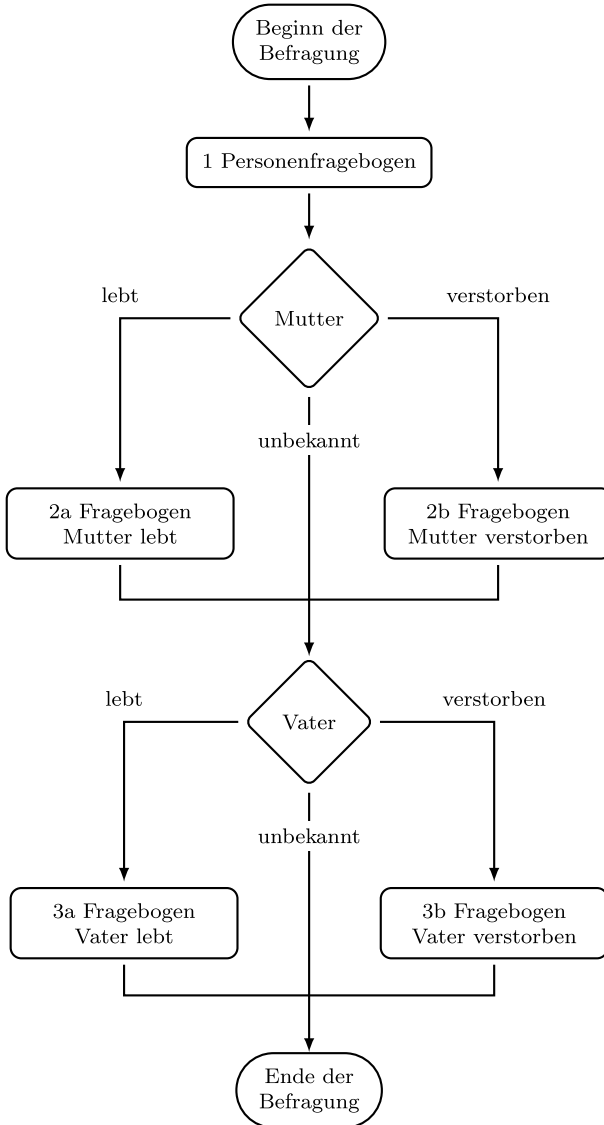 Beginn der
Befragung
1 Personenfragebogen
Mutter
lebt
verstorben
unbekannt
2a Fragebogen
Mutter lebt
2b Fragebogen
Mutter verstorben
Vater
lebt
verstorben
unbekannt
3a Fragebogen
Vater lebt
3b Fragebogen
Vater verstorben
Ende der
Befragung